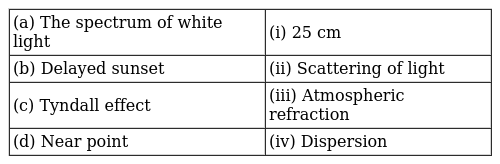 (a) The spectrum of white
light
(i) 25 cm
(b) Delayed sunset
(ii) Scattering of light
(c) Tyndall effect
(iii) Atmospheric
refraction
(d) Near point
(iv) Dispersion